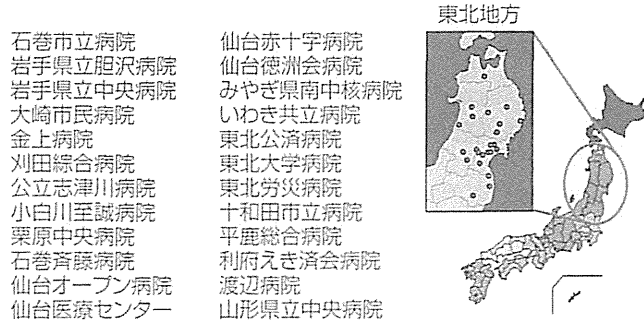 東北地方
石巻市立病院
岩手県立胆沢病院
岩手県立中央病院
大崎市民病院
金上病院
刈田綜合病院
公立志津川病院
小白川至誠病院
栗原中央病院
石巻斉藤病院
仙台オープン病院
仙台医療センター
仙台赤十字病院
仙台徳洲会病院
みやぎ県南中核病院
いわき共立病院
東北公済病院
東北大学病院
東北労災病院
十和田市立病院
平鹿総合病院
利府えき済会病院
渡辺病院
山形県立中央病院